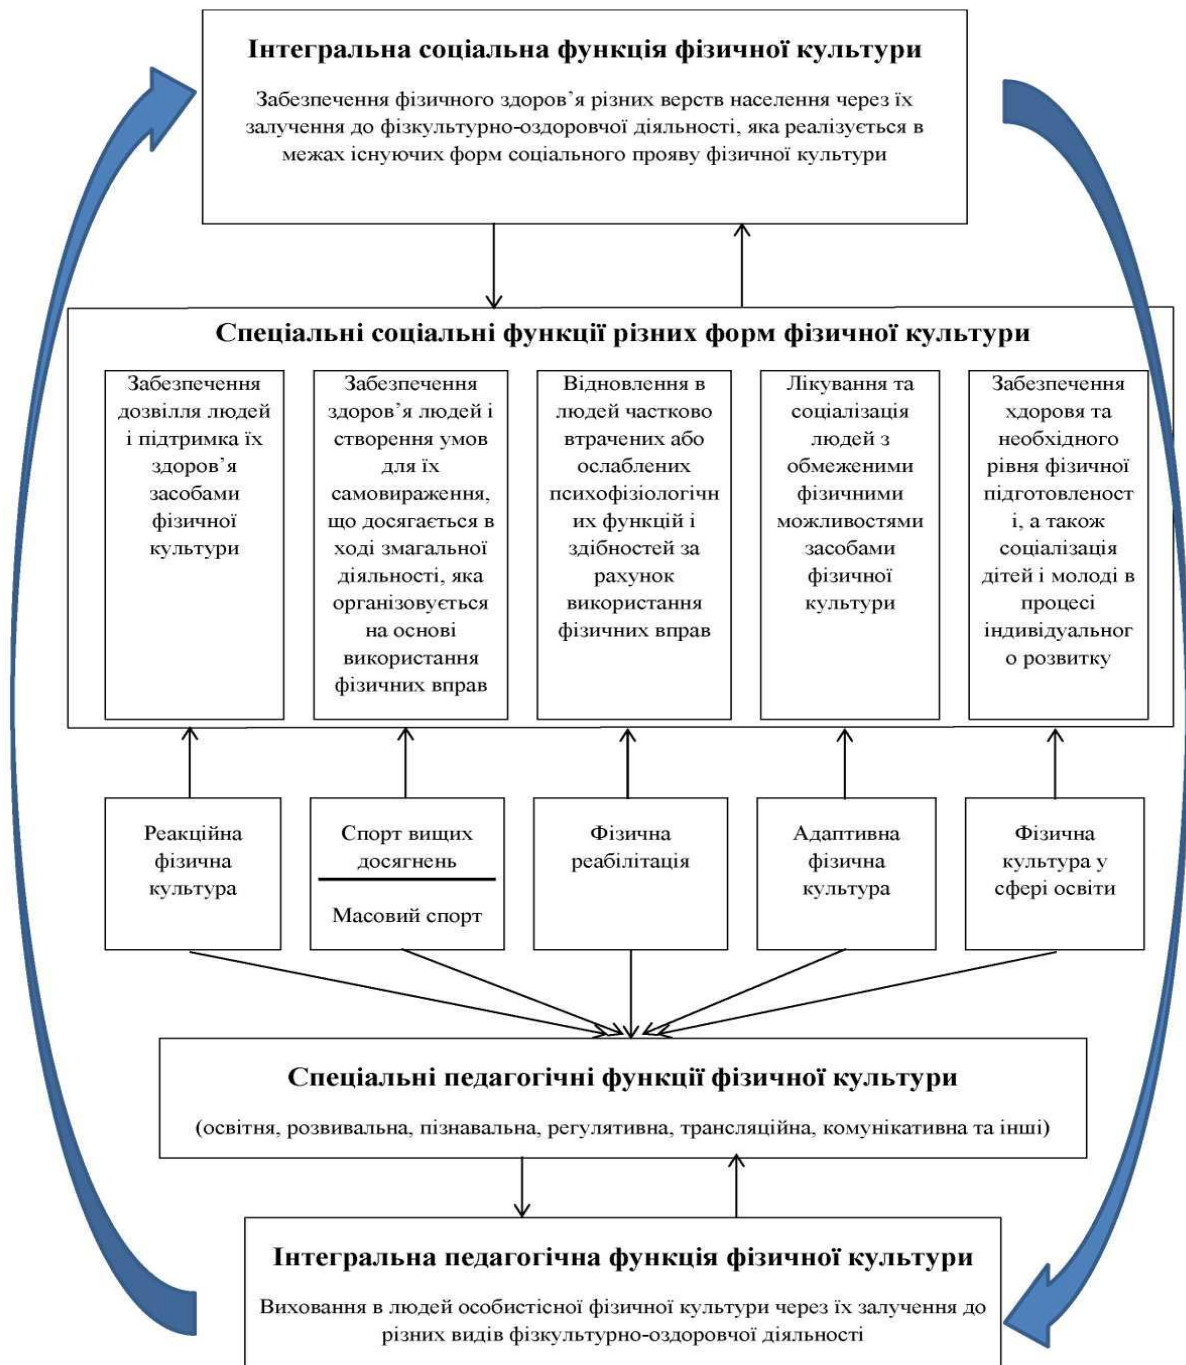 Інтегральна соціальна функція фізичної культури
Забезпечення фізичного здоров’я різних верств населення через їх
залучення до фізкультурно-оздоровчої діяльності, яка реалізується в
межах існуючих форм соціального прояву фізичної культури
Спеціальні соціальні функції різних форм фізичної культури
Забезпечення
дозвілля людей
і підтримка їх
здоров’я
засобами
фізичної
культури
Забезпечення
здоров’я людей і
створення умов
для їх
самовираження,
що досягається в
ході змагальної
діяльності, яка
організовується
на основі
використання
фізичних вправ
Відновлення в
людей частково
втрачених або
ослаблених
психофізіологічн
их функцій і
здібностей за
рахунок
використання
фізичних вправ
Лікування та
соціалізація
людей з
обмеженими
фізичними
можливостями
засобами
фізичної
культури
Забезпечення
хдоровя та
необхідного
рівня фізичної
підготовленост
і, а також
соціалізація
дітей і молоді в
процесі
індивідуальног
о розвитку
Реакційна
фізична
культура
Спорт вищих
досягнень
Масовий спорт
Фізична
реабілітація
Адаптивна
фізична
культура
Фізична
культура у
сфері освіти
Спеціальні педагогічні функції фізичної культури
(освітня, розвивальна, пізнавальна, регулятивна, трансляційна, комунікативна та інші)
Інтегральна педагогічна функція фізичної культури
Виховання в людей особистісної фізичної культури через їх залучення до
різних видів фізкультурно-оздоровчої діяльності